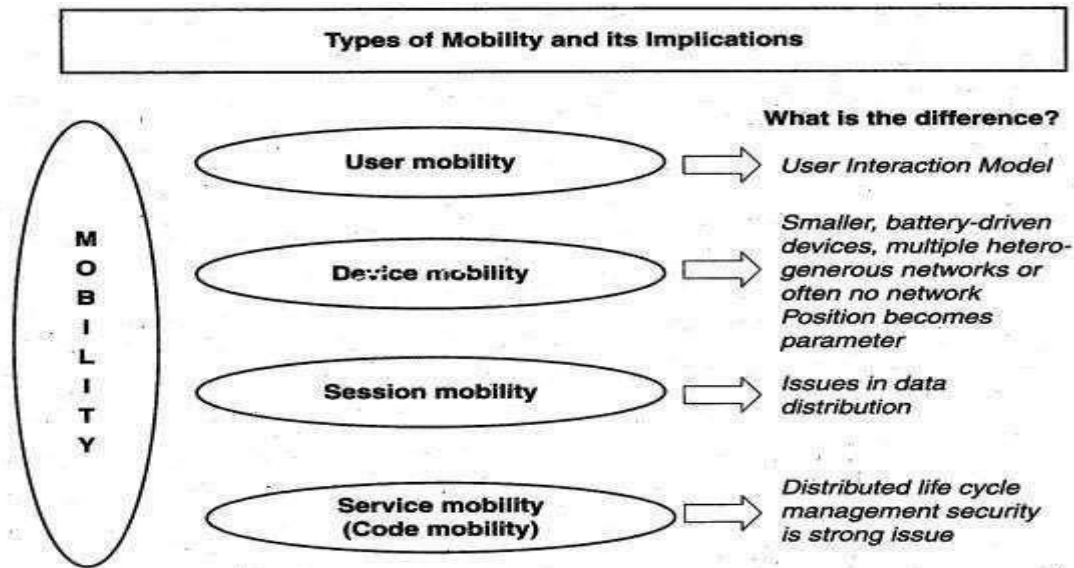 Types of Mobility and its Implications
What is the difference?
MOBILITY
User mobility
User Interaction Model
Device mobility
Smaller, battery-driven
devices, multiple hetero-
generous networks or
often no network
Position becomes
parameter
Session mobility
Issues in data
distribution
Service mobility
(Code mobility)
Distributed life cycle
management security
is strong issue